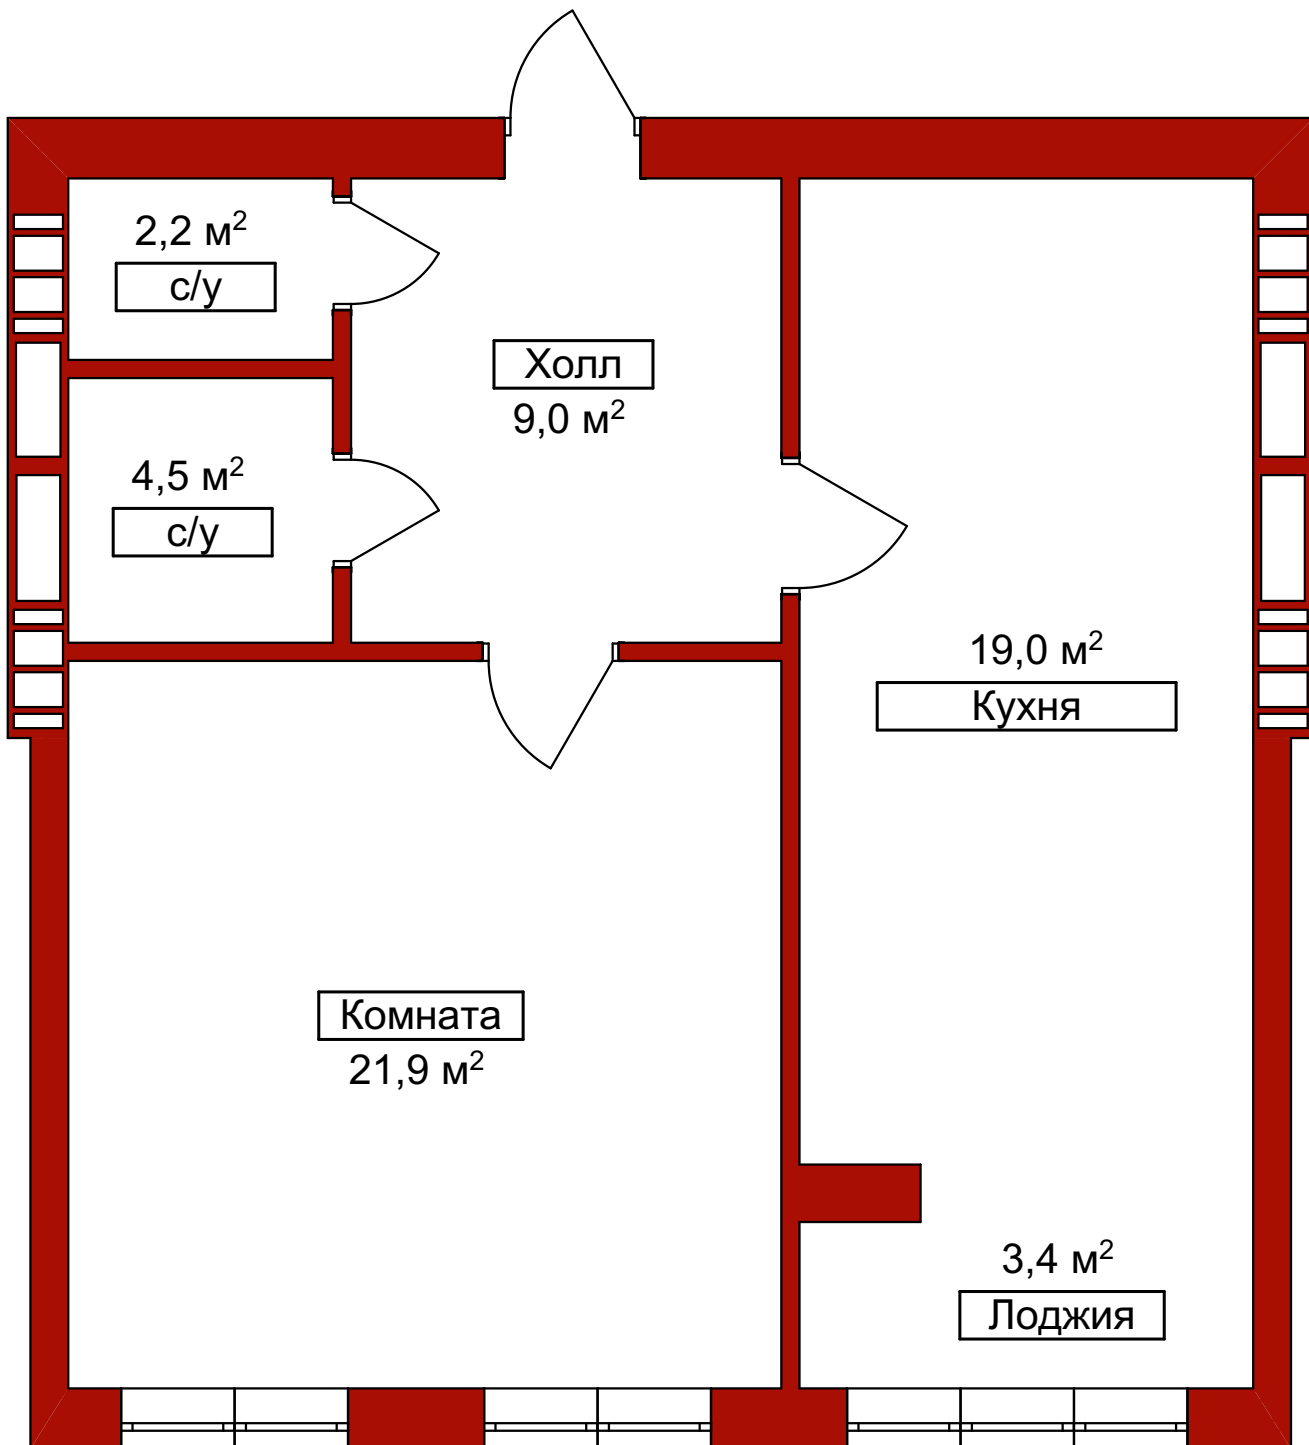 2,2 м²
с/у
Холл
9,0 м²
4,5 м²
с/у
19,0 м²
Кухня
Комната
21,9 м²
3,4 м²
Лоджия